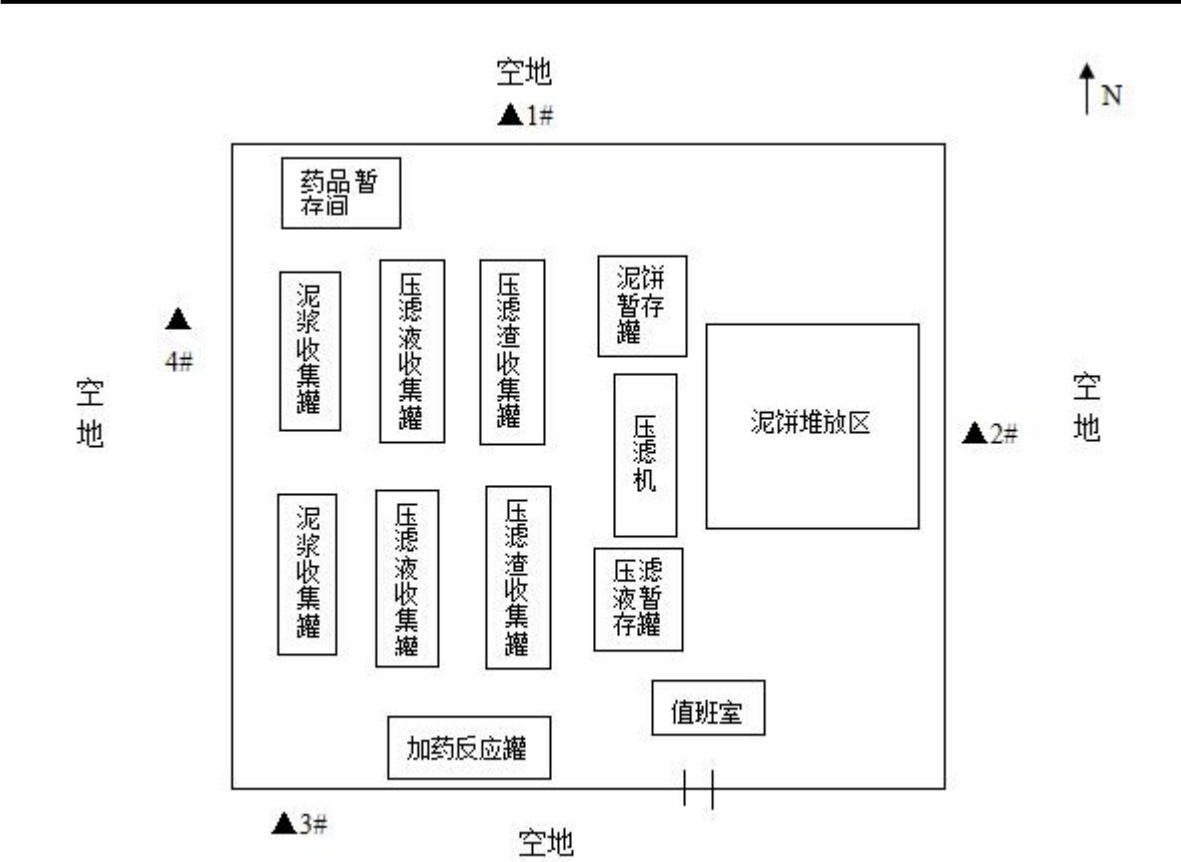 空地
▲1#
N
药品暂
存间
泥浆收集罐
压滤液收集罐
压滤渣收集罐
泥饼
暂存
罐
▲
4#
空地
压滤机
泥饼堆放区
▲2#
空地
泥浆收集罐
压滤液收集罐
压滤渣收集罐
压滤
液暂
存罐
值班室
加药反应罐
▲3#
空地